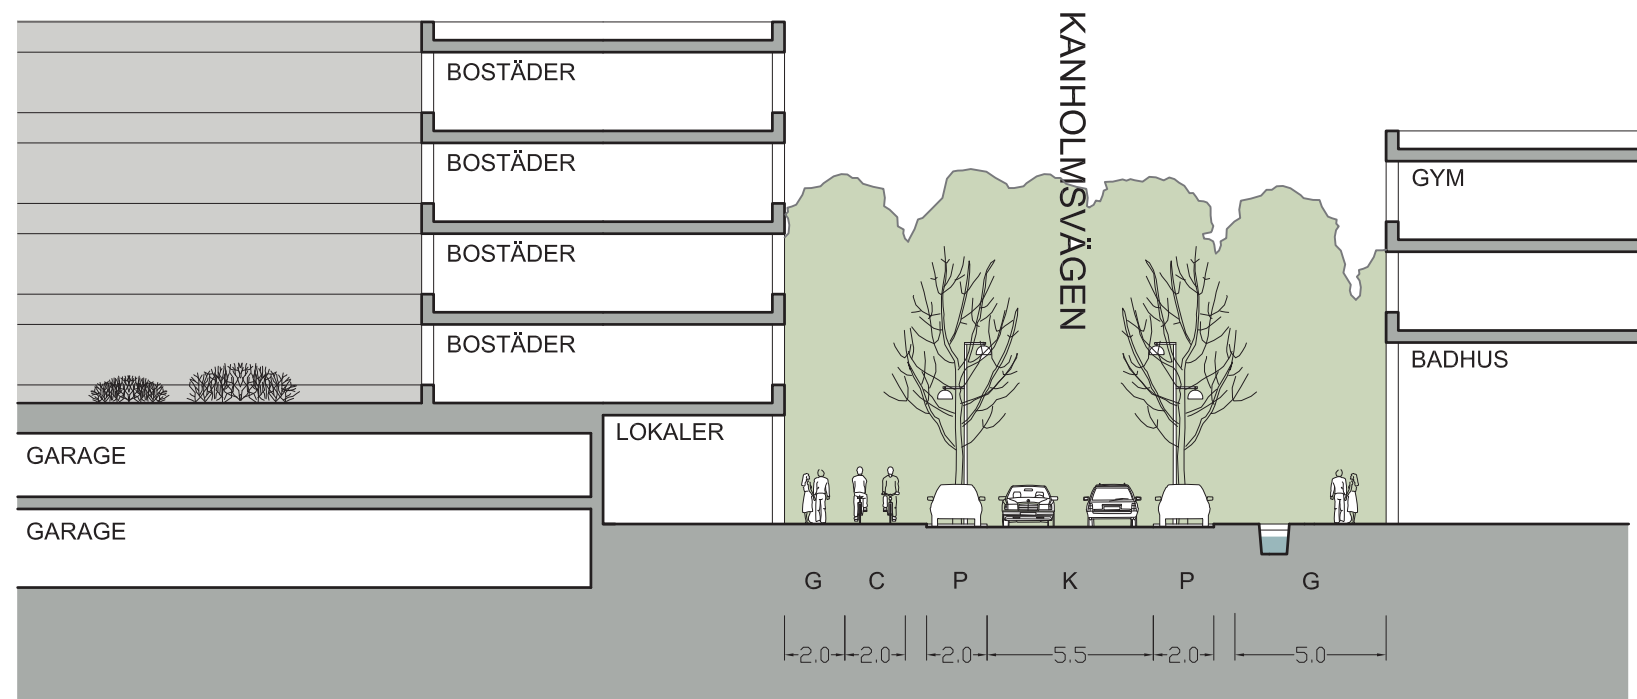 KANHOLMSVÄGEN
BOSTÄDER
BOSTÄDER
BOSTÄDER
BOSTÄDER
LOKALER
GARAGE
GARAGE
GYM
BADHUS
G C P K P G
2.0 2.0 2.0 5.5 2.0 5.0